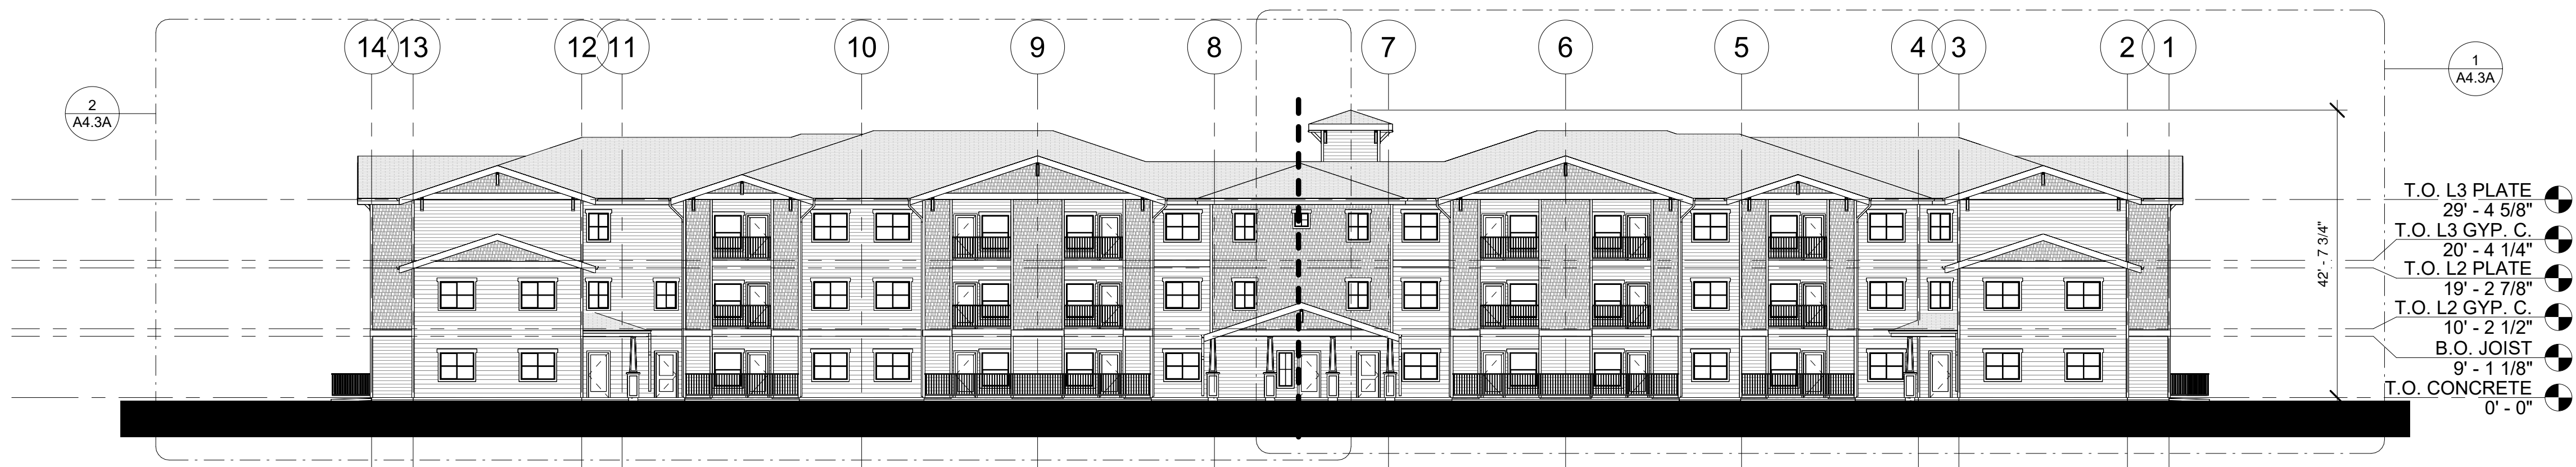 14 13 12 11 10 9 8 7 6 5 4 3 2 1
2
A4.3A
1
A4.3A
42' - 7 3/4"
T.O. L3 PLATE
29' - 4 5/8"
T.O. L3 GYP. C.
20' - 4 1/4"
T.O. L2 PLATE
19' - 2 7/8"
T.O. L2 GYP. C.
10' - 2 1/2"
B.O. JOIST
9' - 1 1/8"
T.O. CONCRETE
0' - 0"